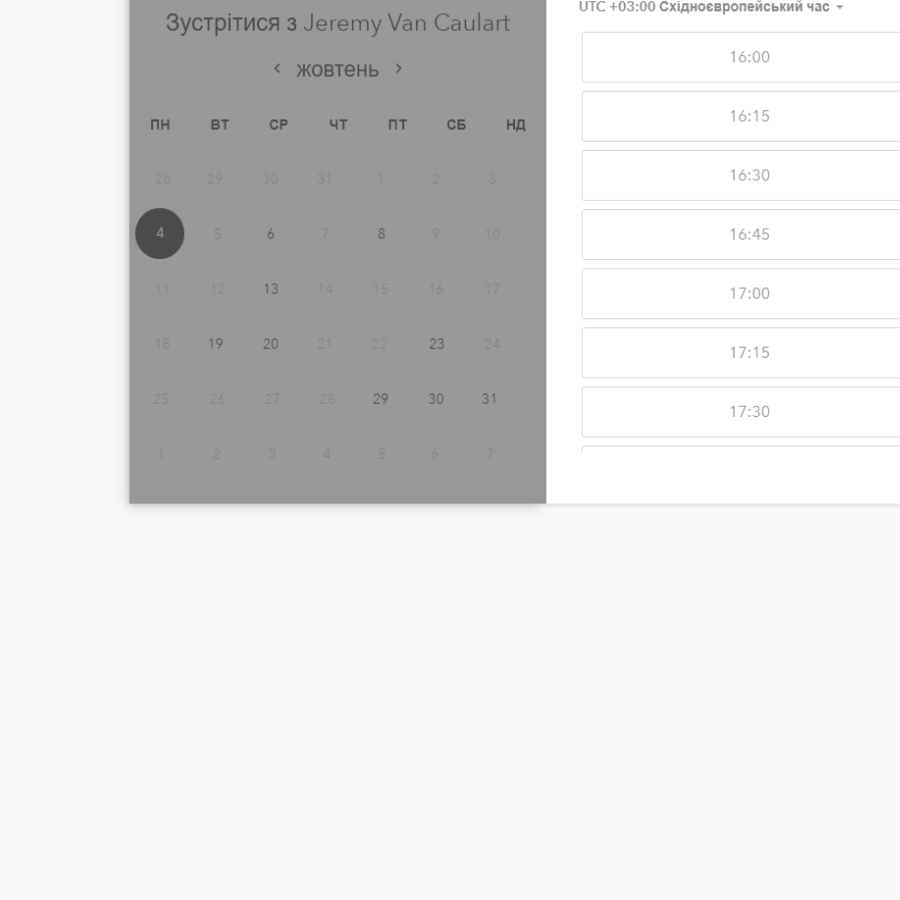 Зустрітися з Jeremy Van Caulart
жовтень
ПН ВТ СР ЧТ ПТ СБ НД
28 29 30 31 1 2 3
4 5 6 7 8 9 10
11 12 13 14 15 16 17
18 19 20 21 22 23 24
25 26 27 28 29 30 31
1 2 3 4 5 6 7
UTC +03:00 Східноєвропейський час
16:00
16:15
16:30
16:45
17:00
17:15
17:30